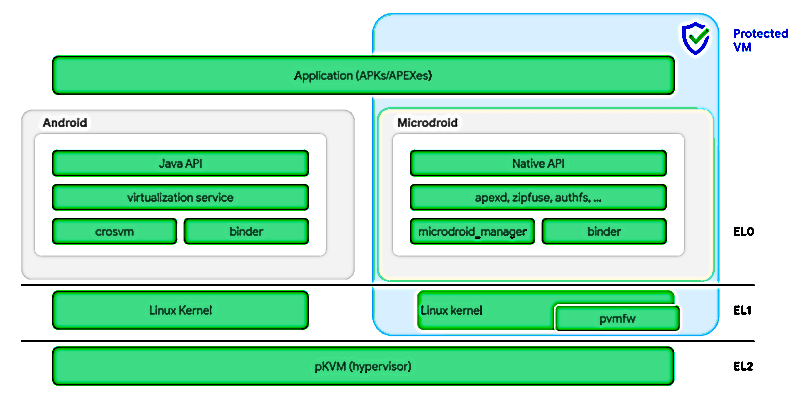 Protected
VM
Application (APKs/APEXes)
Android
Microdroid
Java API
Native API
virtualization service
apexd, zipfuse, authfs, ...
crosvm
binder
microdroid_manager
binder
EL0
Linux Kernel
Linux kernel
pvmfw
EL1
pKVM (hypervisor)
EL2